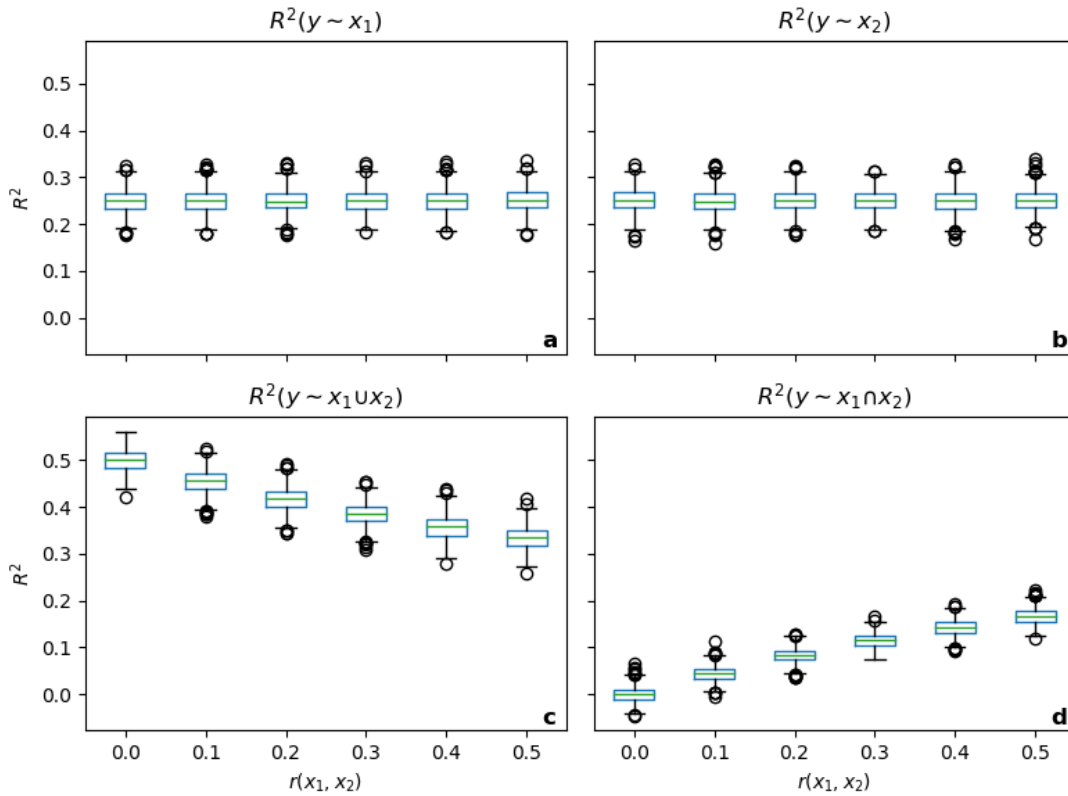 R²(y ~ x₁)
R²(y ~ x₂)
R²
0.5
0.4
0.3
0.2
0.1
0.0
a
b
R²(y ~ x₁∪x₂)
R²(y ~ x₁∩x₂)
R²
0.5
0.4
0.3
0.2
0.1
0.0
c
d
0.0 0.1 0.2 0.3 0.4 0.5
0.0 0.1 0.2 0.3 0.4 0.5
r(x₁, x₂)
r(x₁, x₂)